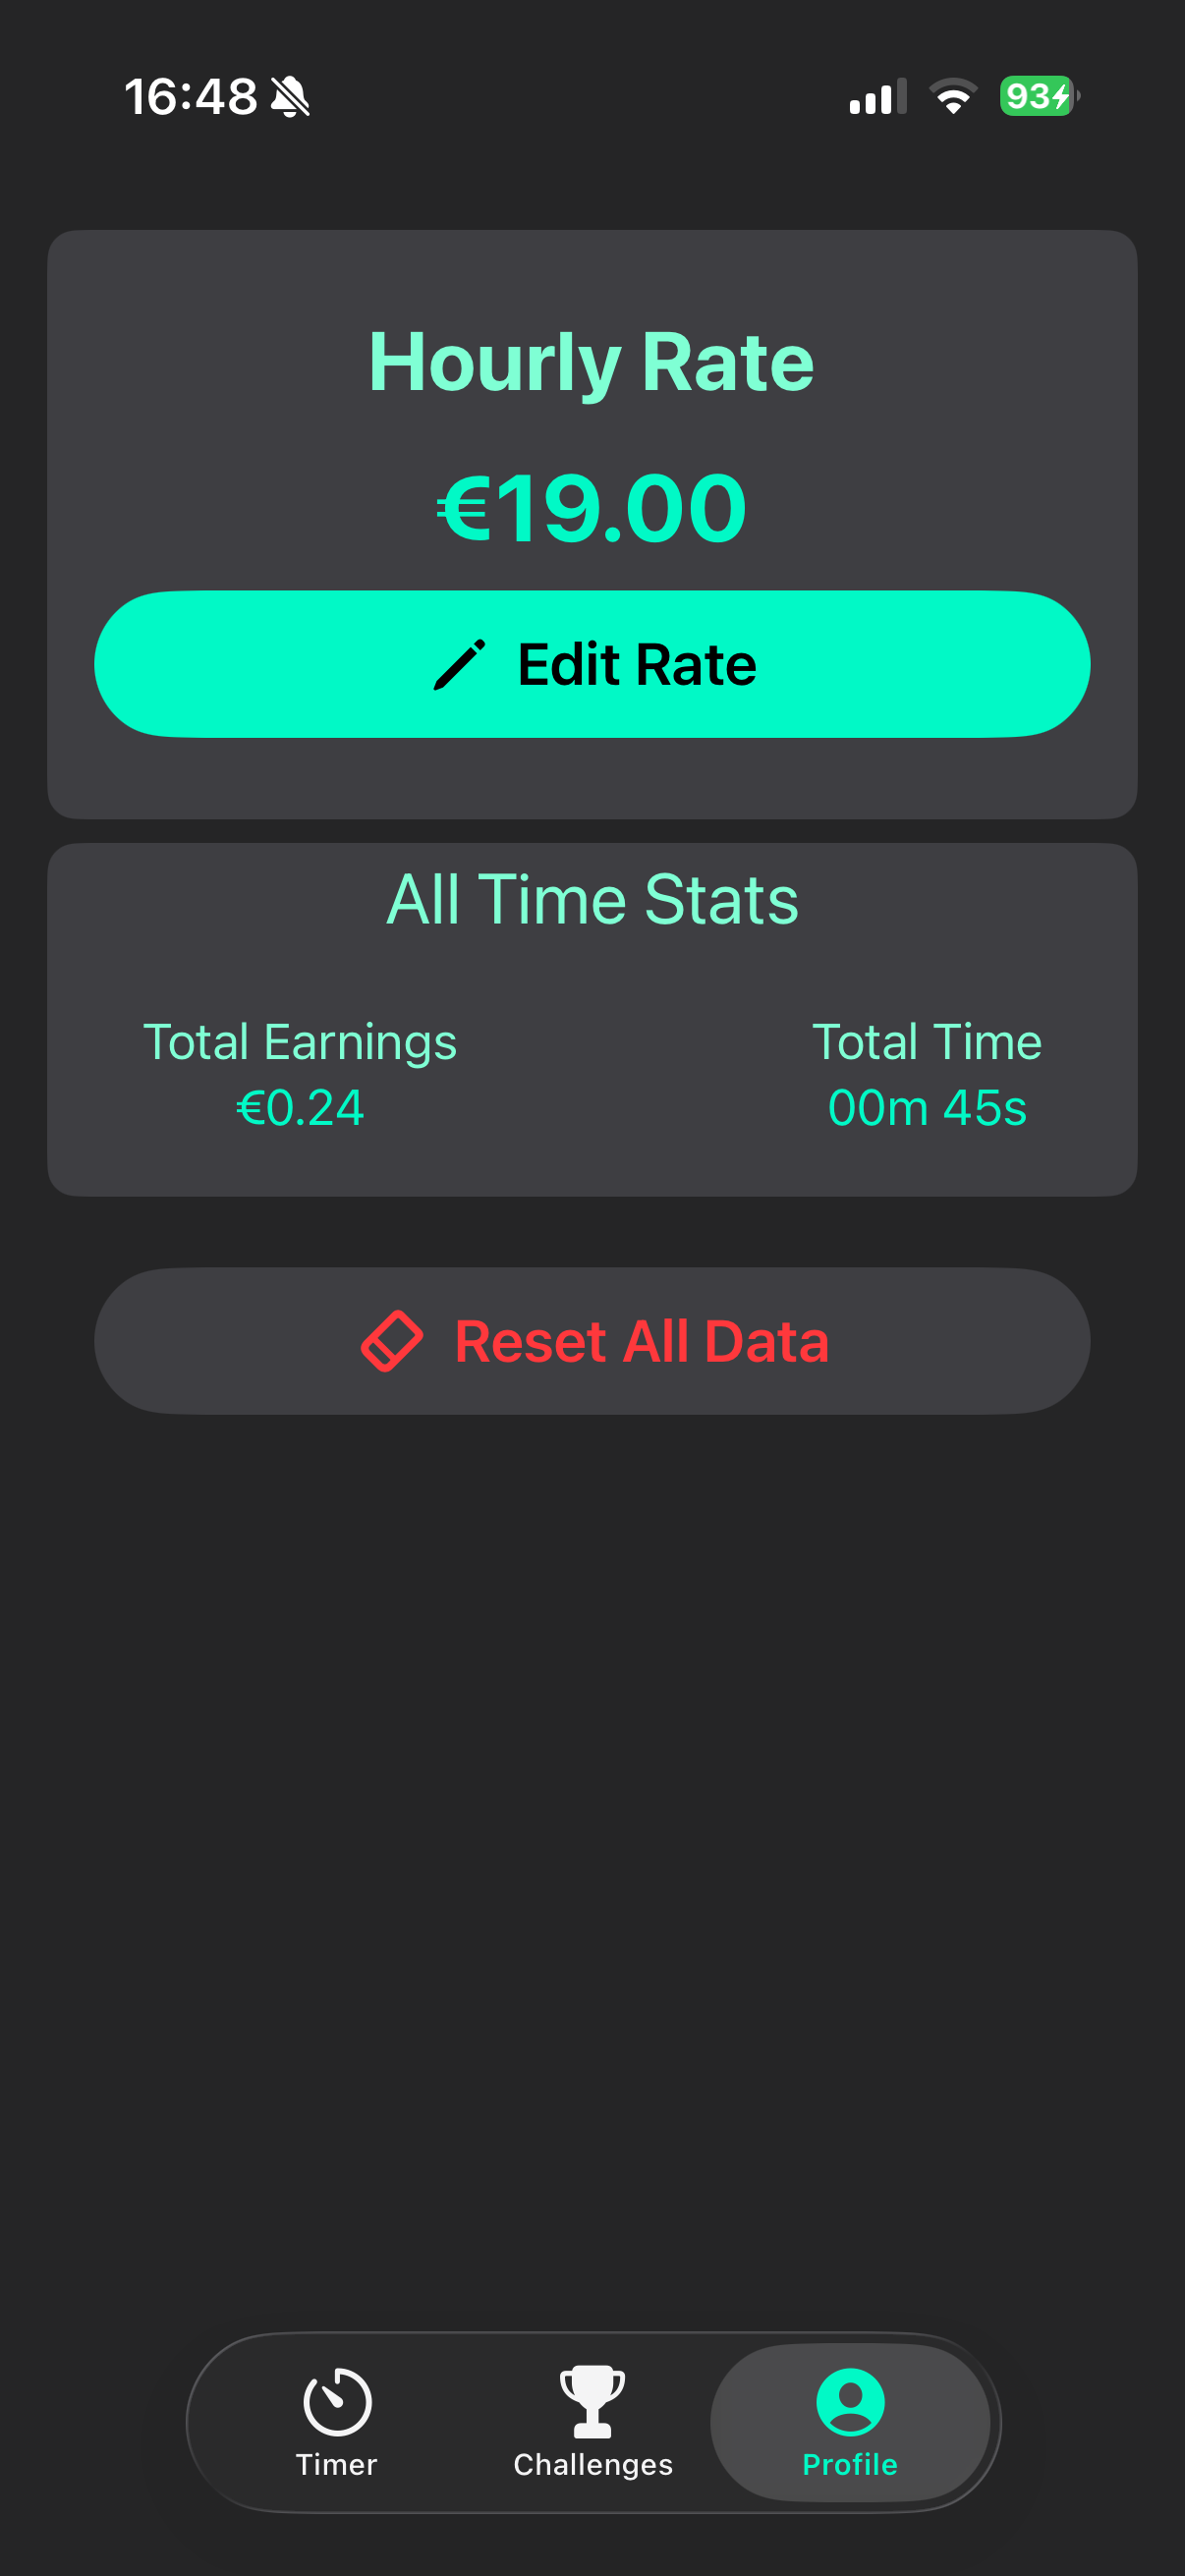 16:48
93
Hourly Rate
€19.00
Edit Rate
All Time Stats
Total Earnings
Total Time
€0.24
00m 45s
Reset All Data
Timer
Challenges
Profile